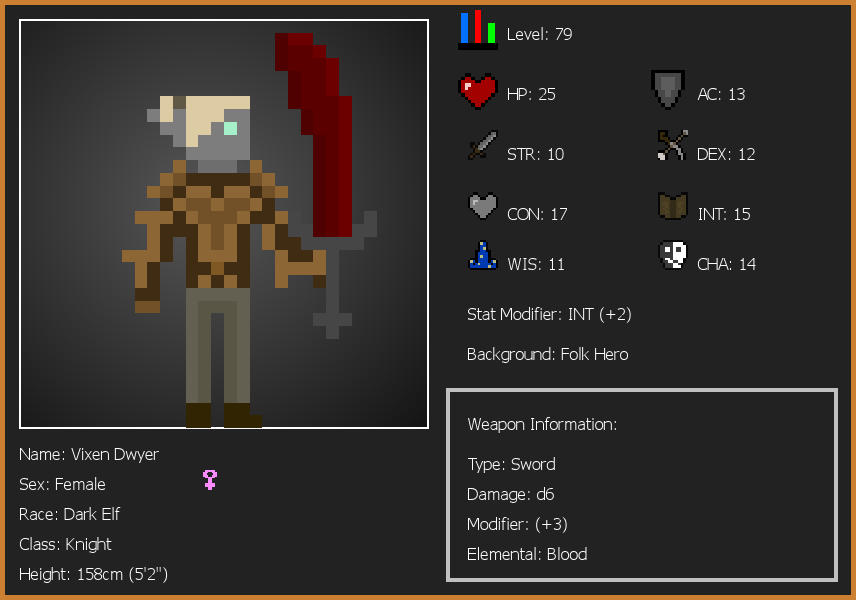 Level: 79
HP: 25
AC: 13
STR: 10
DEX: 12
CON: 17
INT: 15
WIS: 11
CHA: 14
Stat Modifier: INT (+2)
Background: Folk Hero
Weapon Information:
Type: Sword
Damage: d6
Modifier: (+3)
Elemental: Blood
Name: Vixen Dwyer
Sex: Female
Race: Dark Elf
Class: Knight
Height: 158cm (5'2")